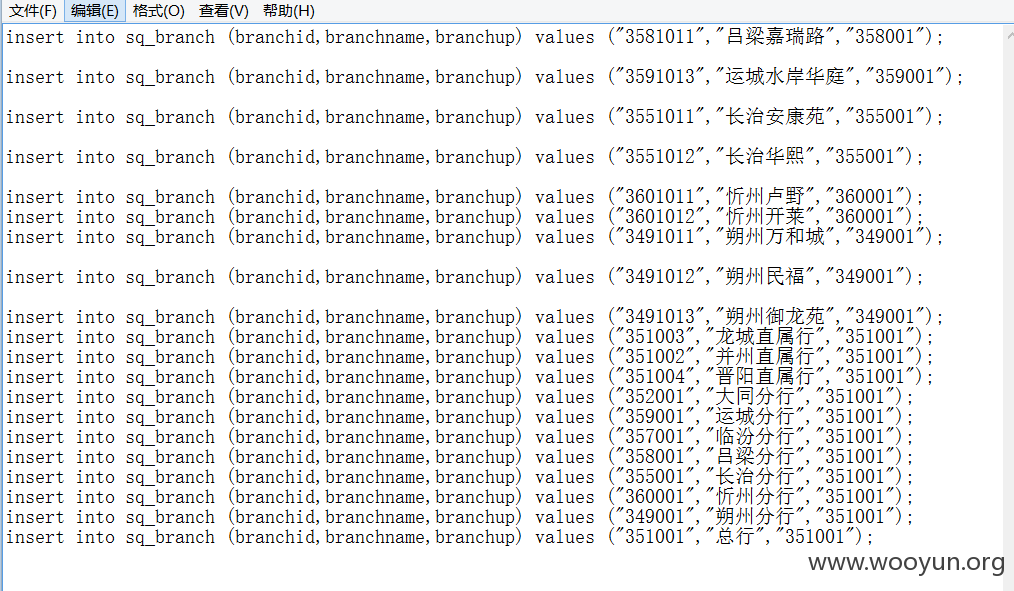 文件(F) 编辑(E) 格式(O) 查看(V) 帮助(H)
insert into sq_branch (branchid,branchname,branchup) values ("3581011","吕梁嘉瑞路","358001");
insert into sq_branch (branchid,branchname,branchup) values ("3591013","运城水岸华庭","359001");
insert into sq_branch (branchid,branchname,branchup) values ("3551011","长治安康苑","355001");
insert into sq_branch (branchid,branchname,branchup) values ("3551012","长治华熙","355001");
insert into sq_branch (branchid,branchname,branchup) values ("3601011","忻州卢野","360001");
insert into sq_branch (branchid,branchname,branchup) values ("3601012","忻州开莱","360001");
insert into sq_branch (branchid,branchname,branchup) values ("3491011","朔州万和城","349001");
insert into sq_branch (branchid,branchname,branchup) values ("3491012","朔州民福","349001");
insert into sq_branch (branchid,branchname,branchup) values ("3491013","朔州御龙苑","349001");
insert into sq_branch (branchid,branchname,branchup) values ("351003","龙城直属行","351001");
insert into sq_branch (branchid,branchname,branchup) values ("351002","并州直属行","351001");
insert into sq_branch (branchid,branchname,branchup) values ("351004","晋阳直属行","351001");
insert into sq_branch (branchid,branchname,branchup) values ("352001","大同分行","351001");
insert into sq_branch (branchid,branchname,branchup) values ("359001","运城分行","351001");
insert into sq_branch (branchid,branchname,branchup) values ("357001","临汾分行","351001");
insert into sq_branch (branchid,branchname,branchup) values ("358001","吕梁分行","351001");
insert into sq_branch (branchid,branchname,branchup) values ("355001","长治分行","351001");
insert into sq_branch (branchid,branchname,branchup) values ("360001","忻州分行","351001");
insert into sq_branch (branchid,branchname,branchup) values ("349001","朔州分行","351001");
insert into sq_branch (branchid,branchname,branchup) values ("351001","总行","351001");
www.wooyun.org